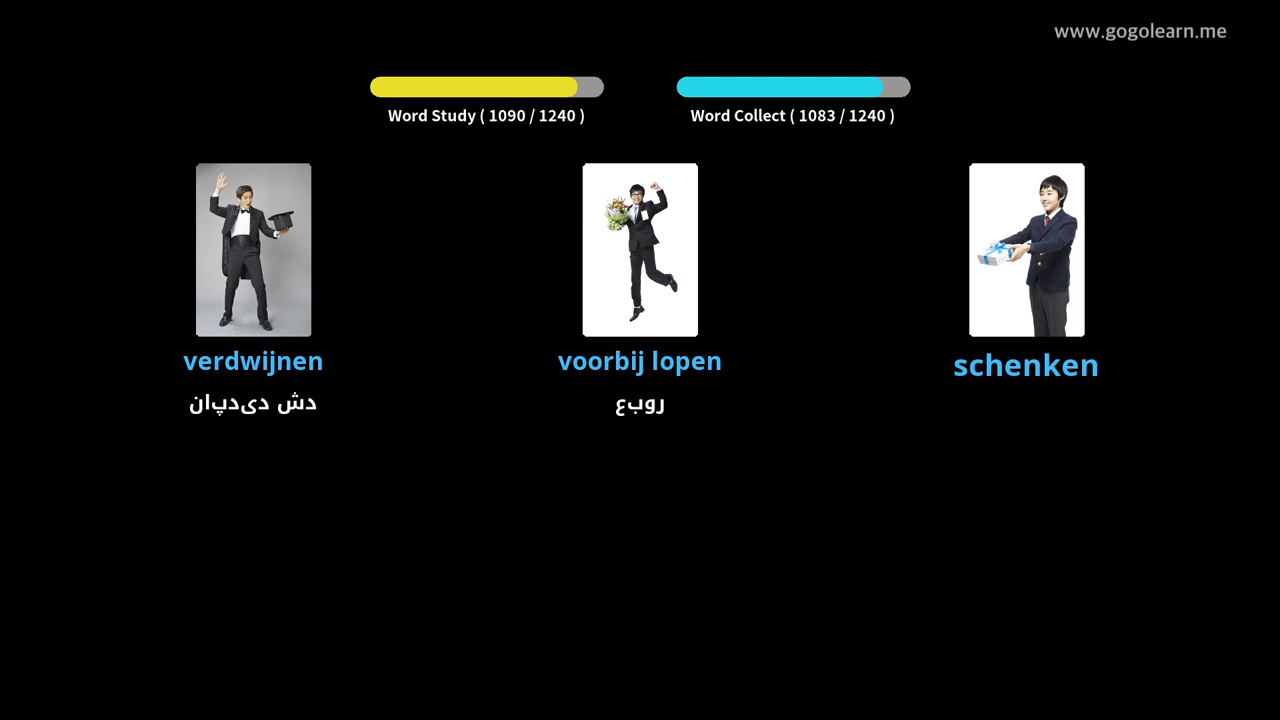 www.gogolearn.me
Word Study ( 1090 / 1240 )
Word Collect ( 1083 / 1240 )
verdwijnen
دش دیدپان
voorbij lopen
روبع
schenken